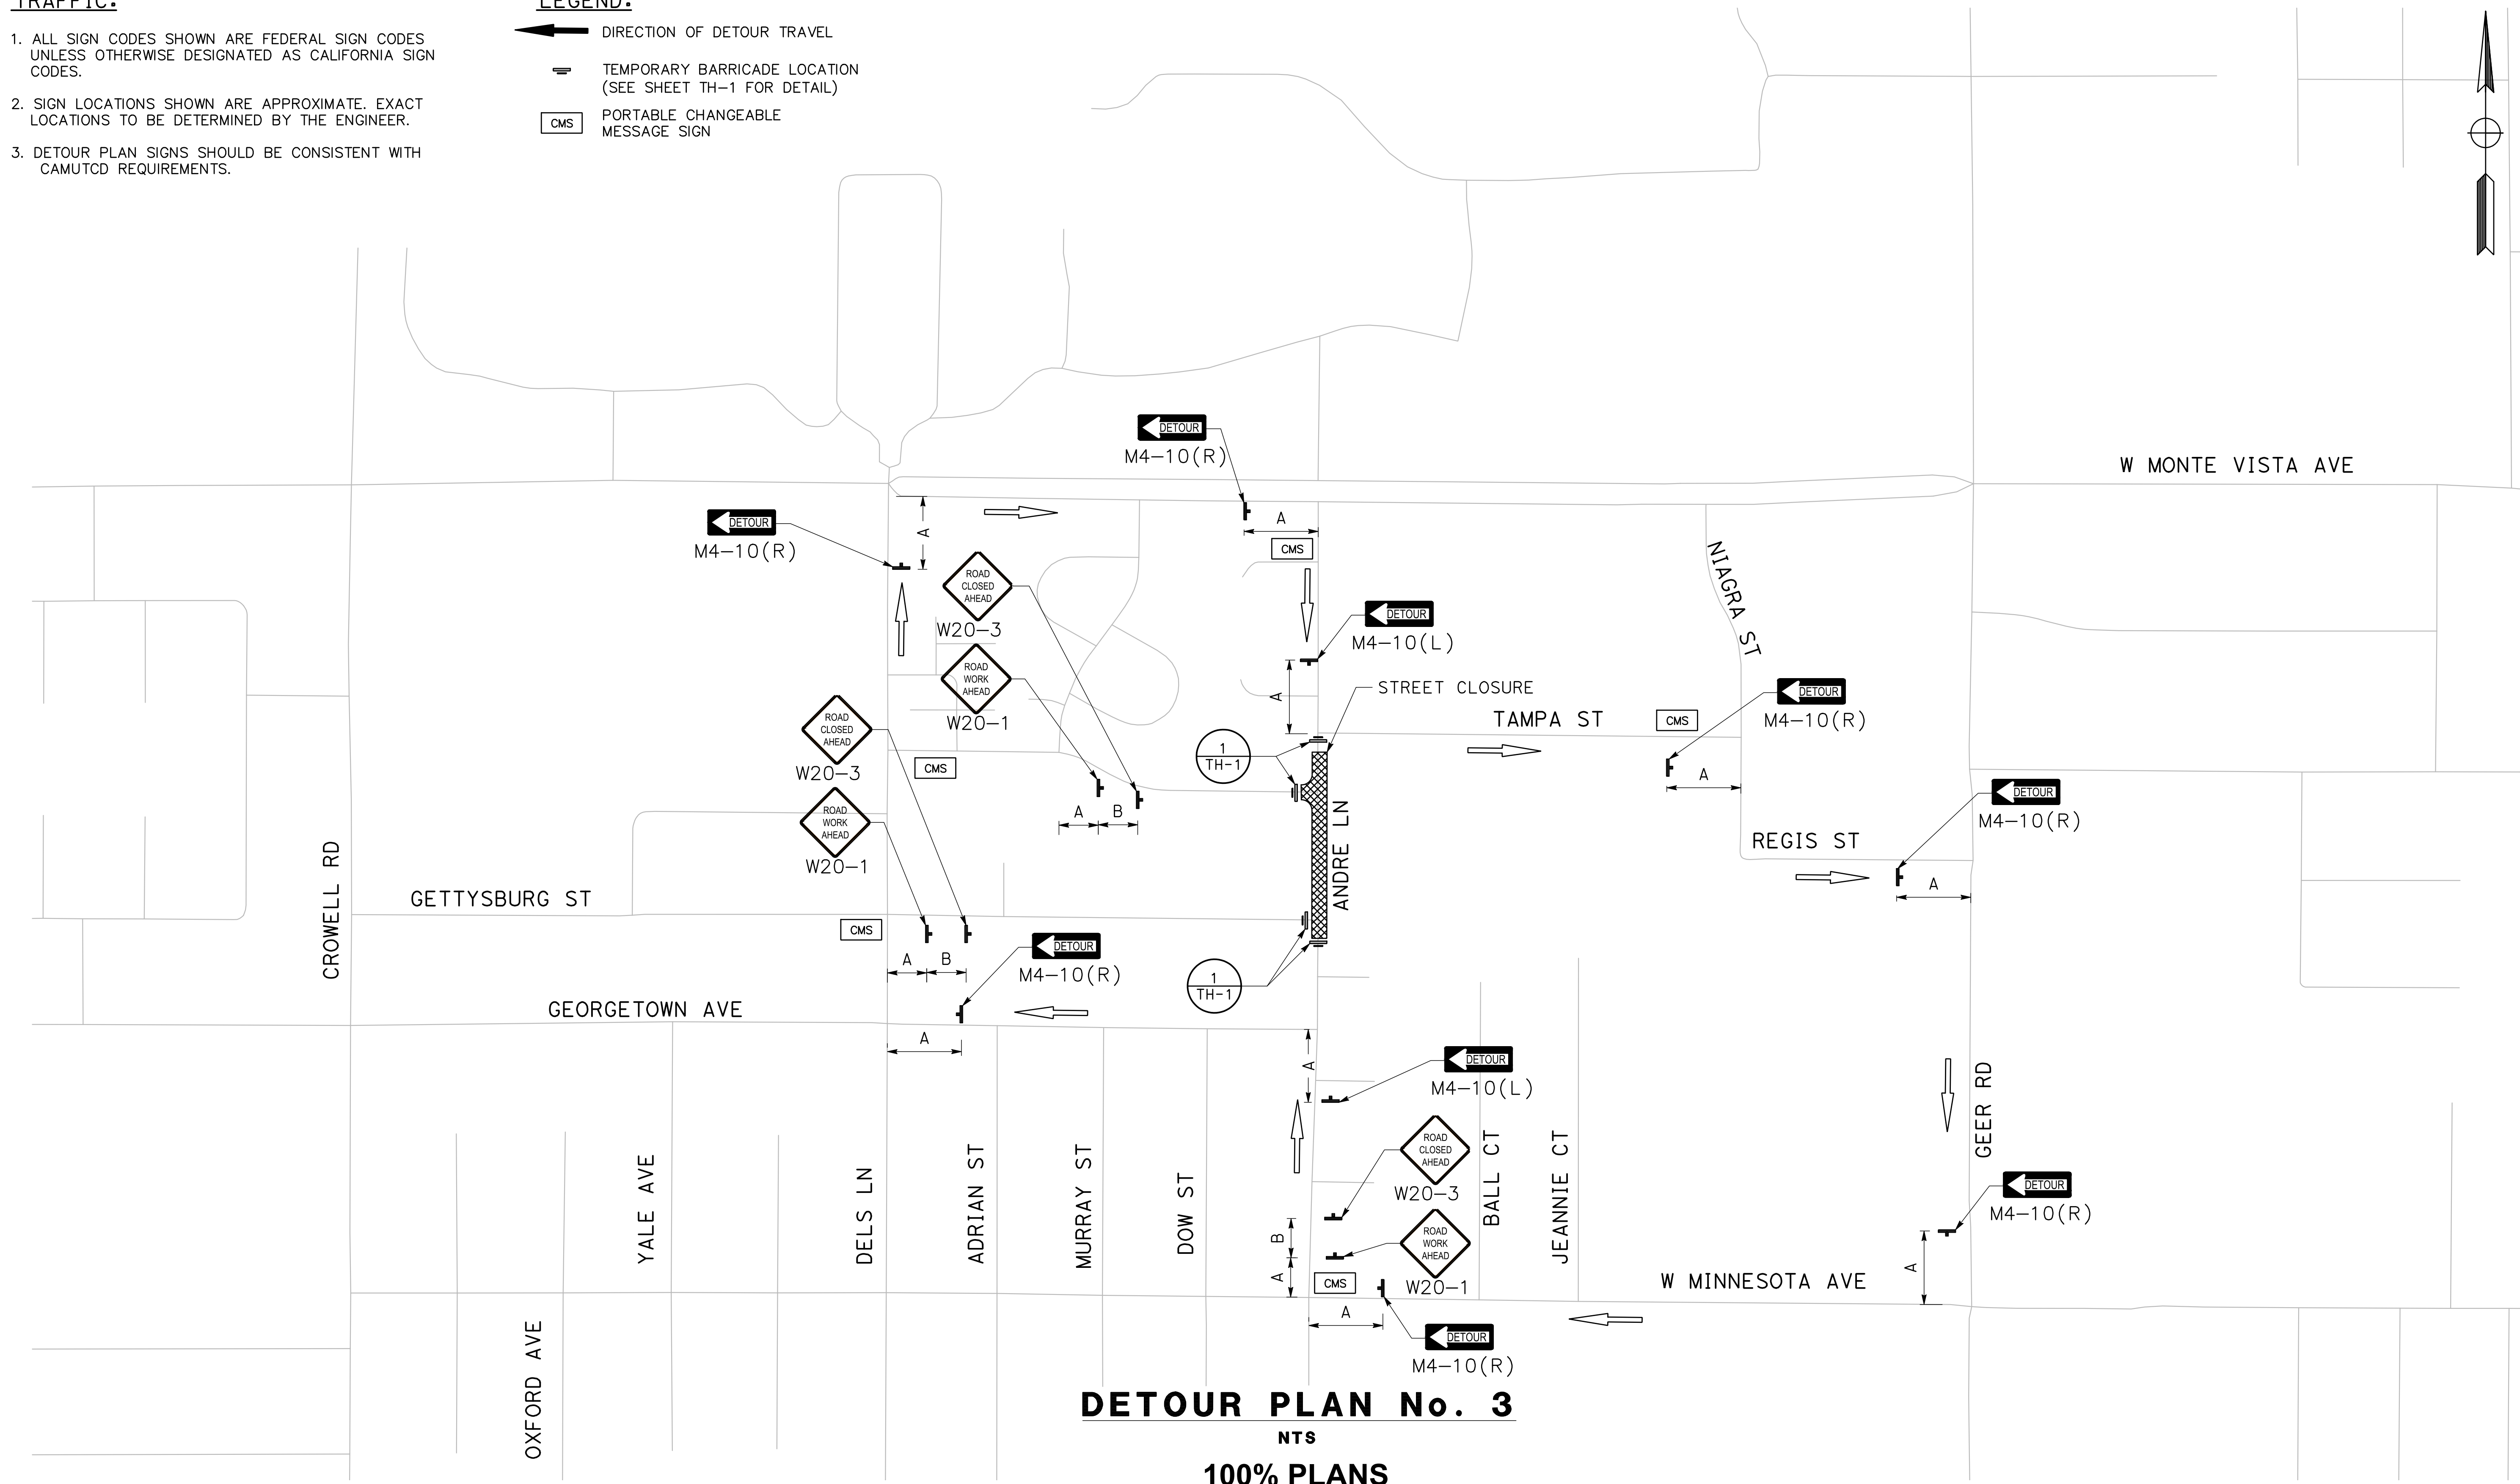 TRAFFIC:
1. ALL SIGN CODES SHOWN ARE FEDERAL SIGN CODES
UNLESS OTHERWISE DESIGNATED AS CALIFORNIA SIGN
CODES.
2. SIGN LOCATIONS SHOWN ARE APPROXIMATE. EXACT
LOCATIONS TO BE DETERMINED BY THE ENGINEER.
3. DETOUR PLAN SIGNS SHOULD BE CONSISTENT WITH
CAMUTCD REQUIREMENTS.
LEGEND:
DIRECTION OF DETOUR TRAVEL
TEMPORARY BARRICADE LOCATION
(SEE SHEET TH-1 FOR DETAIL)
CMS
PORTABLE CHANGEABLE
MESSAGE SIGN
DETOUR
M4-10(R)
W MONTE VISTA AVE
DETOUR
M4-10(R)
A
A
CMS
ROAD
CLOSED
AHEAD
W20-3
ROAD
WORK
AHEAD
W20-1
DETOUR
M4-10(L)
A
STREET CLOSURE
NIAGRA ST
TAMPA ST
CMS
DETOUR
M4-10(R)
A
ROAD
CLOSED
AHEAD
W20-3
ROAD
WORK
AHEAD
W20-1
CMS
A
B
1
TH-1
ANDRE LN
DETOUR
M4-10(R)
REGIS ST
A
CROWELL RD
GETTYSBURG ST
CMS
A
B
DETOUR
M4-10(R)
1
TH-1
GEORGETOWN AVE
A
A
DETOUR
M4-10(L)
GEER RD
YALE AVE
DELS LN
ADRIAN ST
MURRAY ST
DOW ST
ROAD
CLOSED
AHEAD
W20-3
BALL CT
JEANNIE CT
DETOUR
M4-10(R)
B
A
ROAD
WORK
AHEAD
W20-1
CMS
W MINNESOTA AVE
A
A
DETOUR
M4-10(R)
OXFORD AVE
DETOUR PLAN No. 3
NTS
100% PLANS